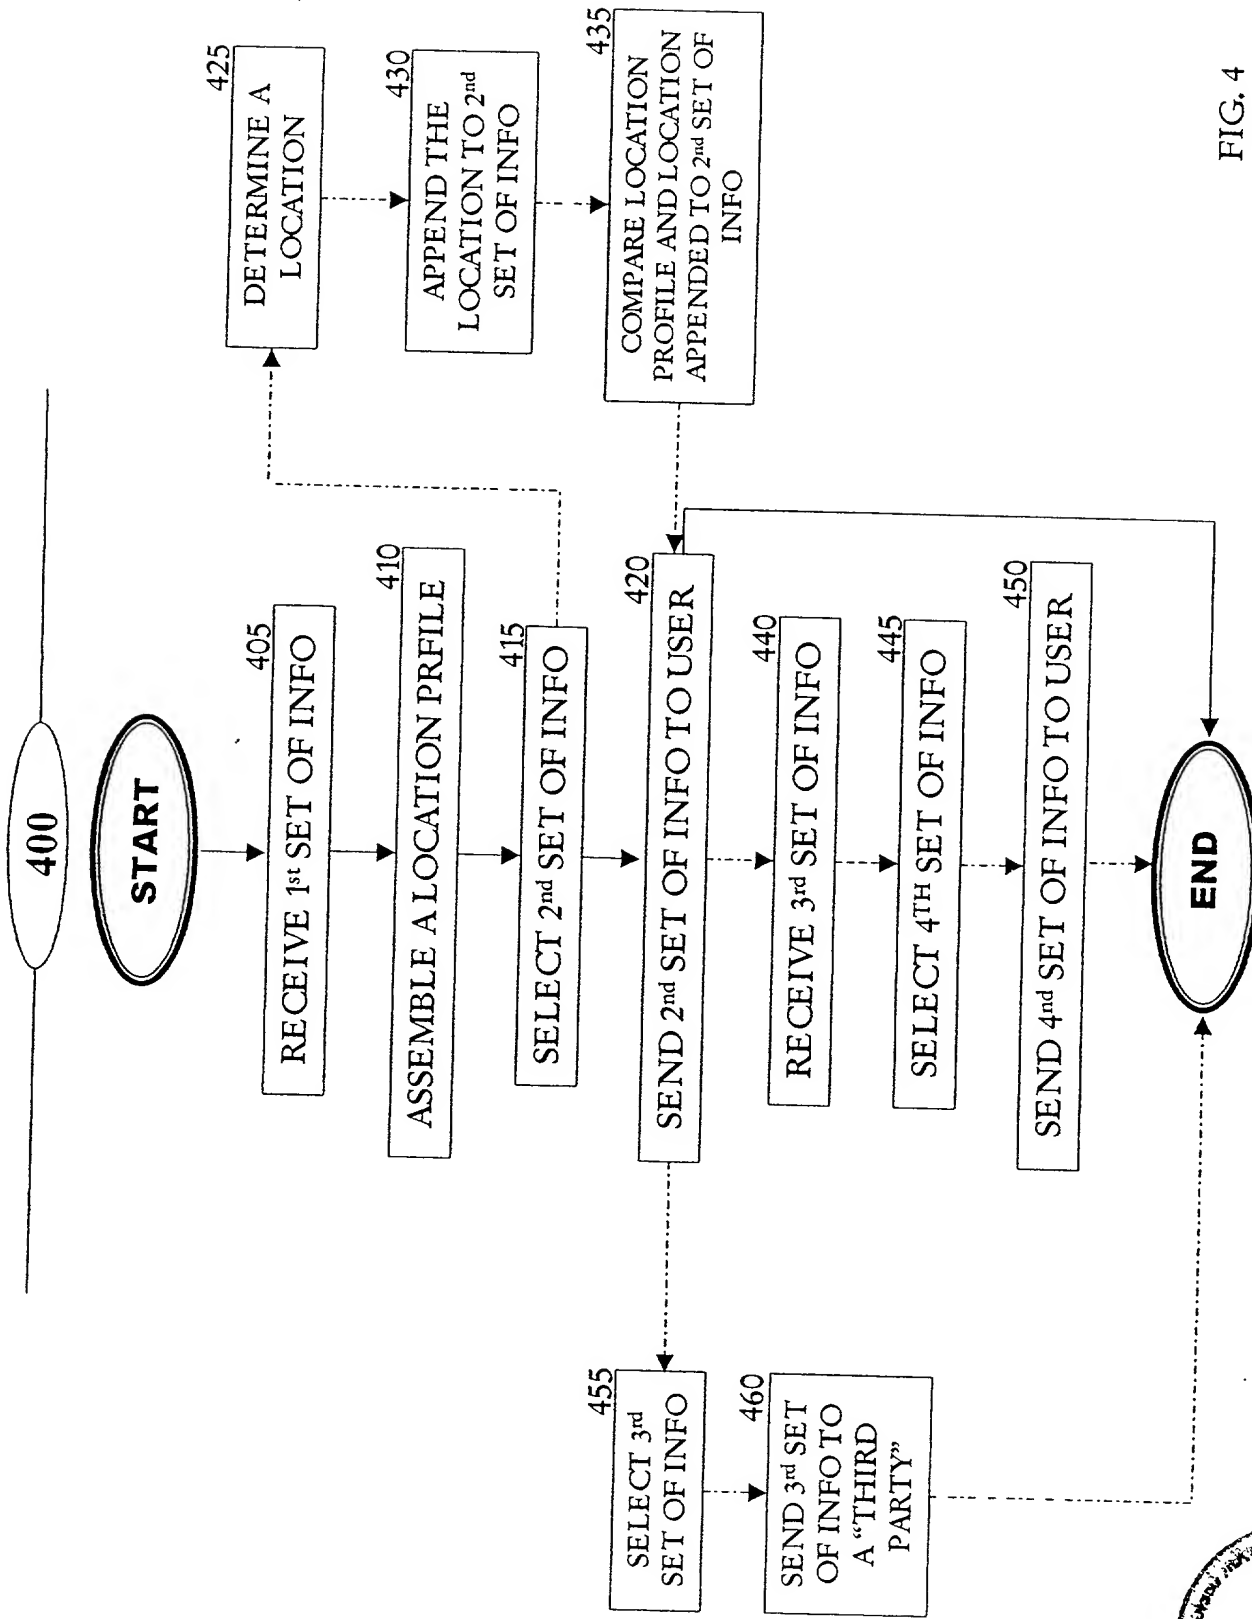 400
START
405
RECEIVE 1st SET OF INFO
410
ASSEMBLE A LOCATION PRFILE
415
SELECT 2nd SET OF INFO
420
SEND 2nd SET OF INFO TO USER
425
DETERMINE A
LOCATION
430
APPEND THE
LOCATION TO 2nd
SET OF INFO
435
COMPARE LOCATION
PROFILE AND LOCATION
APPENDED TO 2nd SET OF
INFO
440
RECEIVE 3rd SET OF INFO
445
SELECT 4TH SET OF INFO
450
SEND 4nd SET OF INFO TO USER
455
SELECT 3rd
SET OF INFO
460
SEND 3rd SET
OF INFO TO
A “THIRD
PARTY”
END
FIG. 4